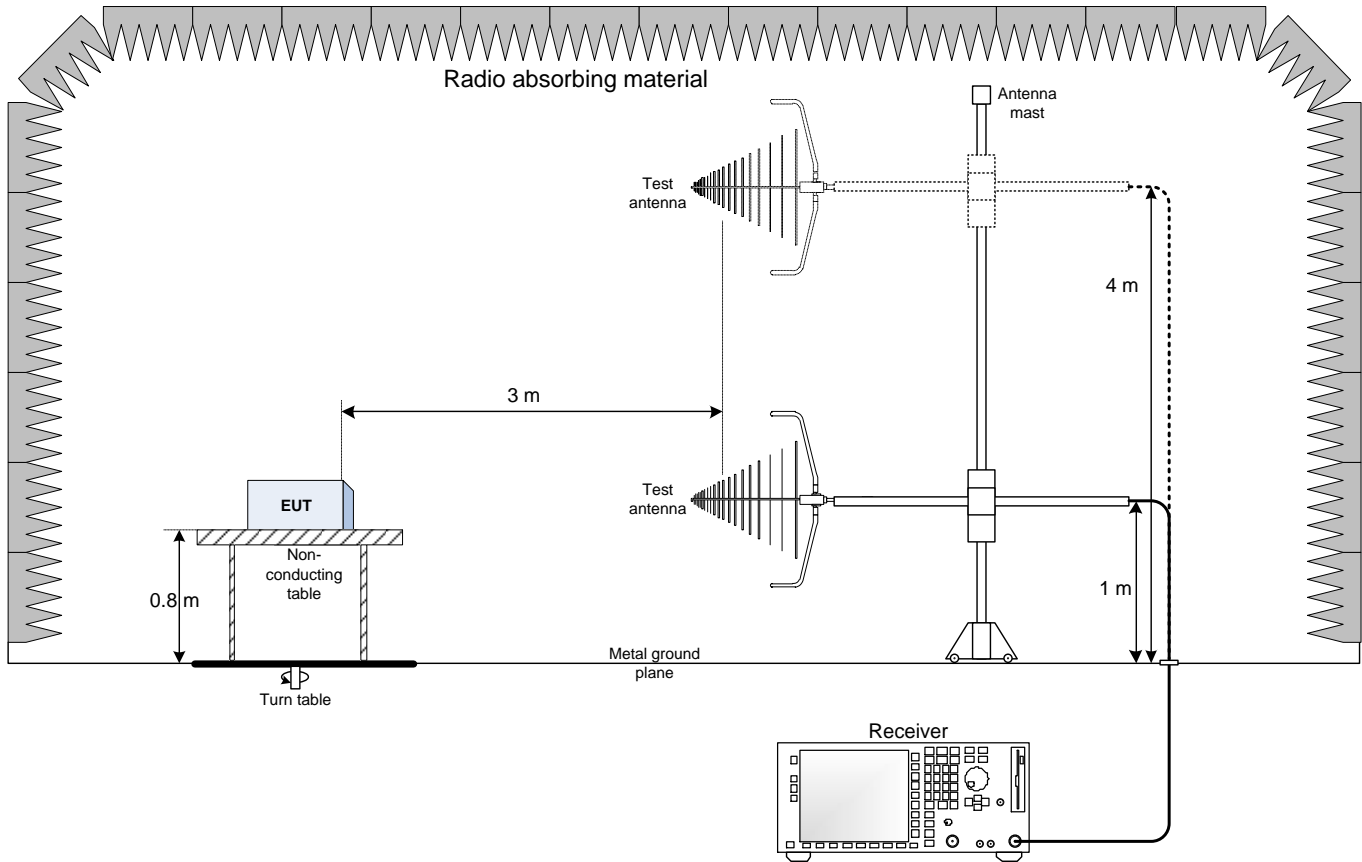 Radio absorbing material
Antenna
mast
Test
antenna
4 m
3 m
Test
antenna
EUT
Non-
conducting
table
0.8 m
1 m
Metal ground
plane
Turn table
Receiver